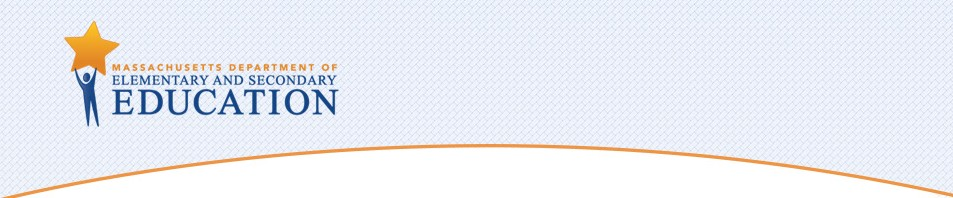 MASSACHUSETTS DEPARTMENT OF
ELEMENTARY AND SECONDARY
EDUCATION